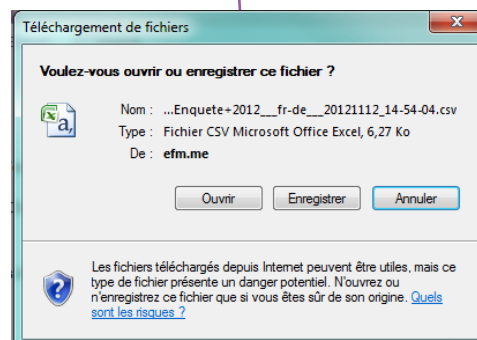 Téléchargement de fichiers
Voulez-vous ouvrir ou enregistrer ce fichier ?
Nom : ...Enquete+2012___fr-de___20121112_14-54-04.csv
Type : Fichier CSV Microsoft Office Excel, 6,27 Ko
De : efm.me
Ouvrir Enregistrer Annuler
Les fichiers téléchargés depuis Internet peuvent être utiles, mais ce
type de fichier présente un danger potentiel. N'ouvrez ou
n'enregistrez ce fichier que si vous êtes sûr de son origine. Quels
sont les risques ?